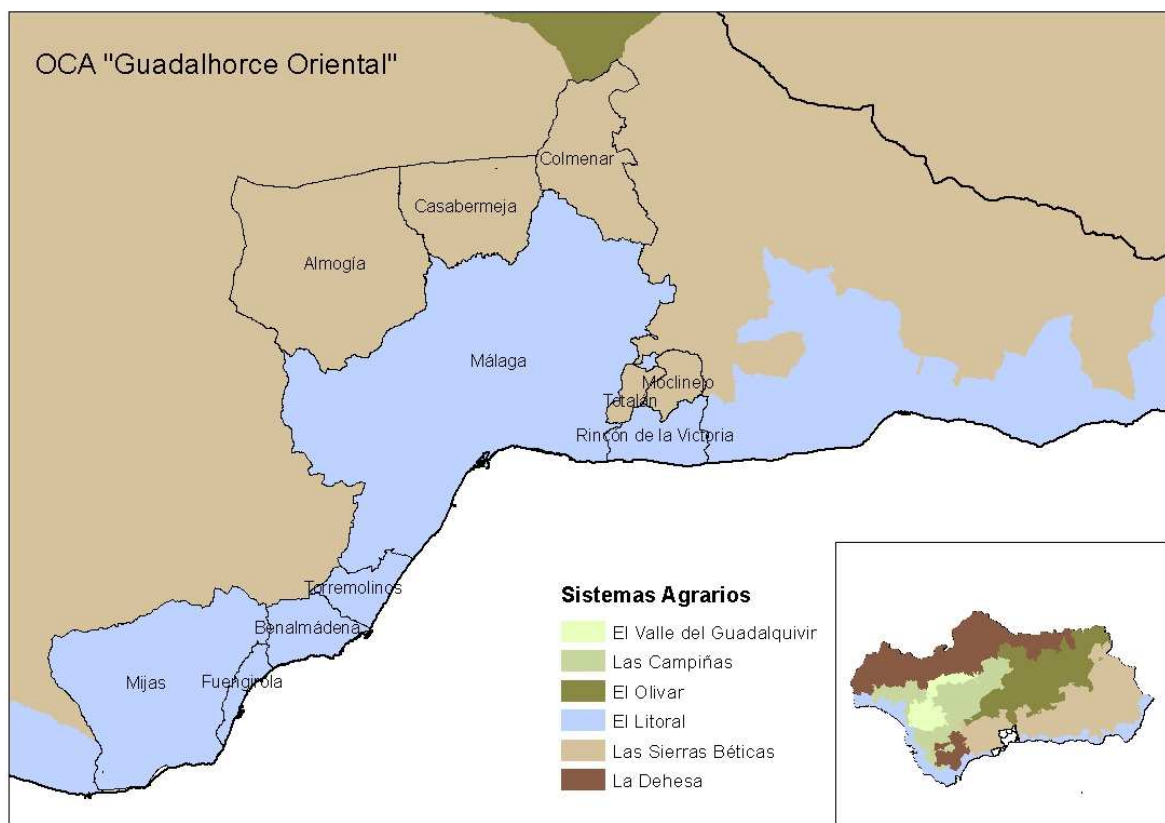 OCA "Guadalhorce Oriental"
Colmenar
Casabermeja
Almogía
Málaga
Moclinejo
Totalán
Rincón de la Victoria
Torremolinos
Benalmádena
Mijas
Fuengirola
Sistemas Agrarios
El Valle del Guadalquivir
Las Campiñas
El Olivar
El Litoral
Las Sierras Béticas
La Dehesa